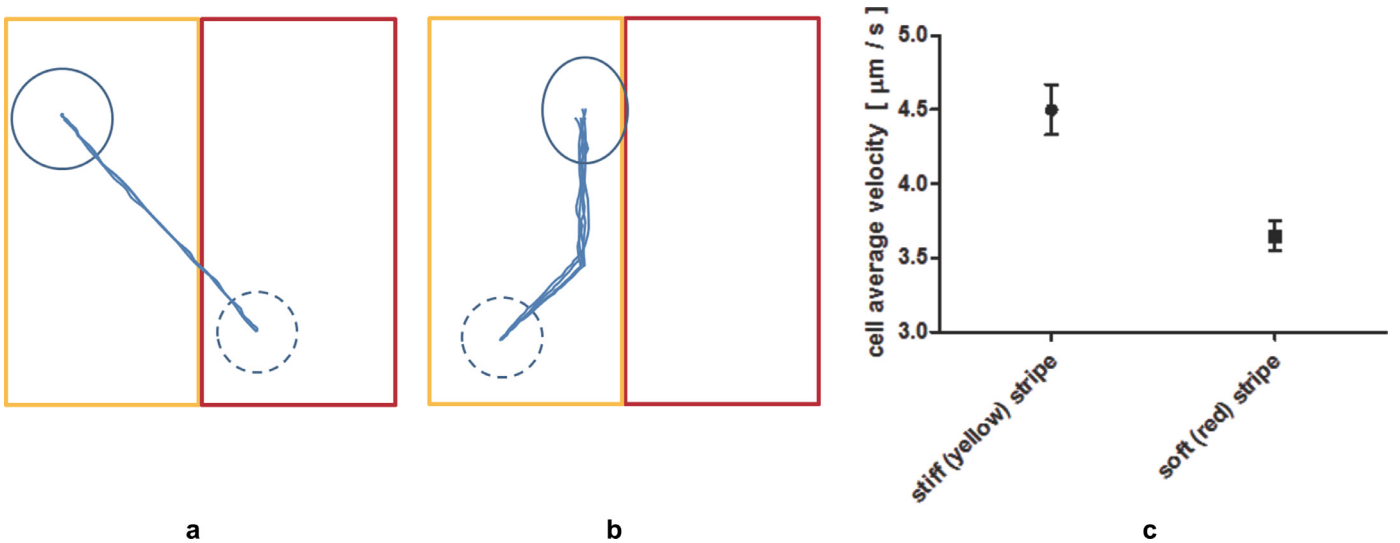 cell average velocity [ μm / s ]
5.0
4.5
4.0
3.5
3.0
stiff (yellow) stripe
soft (red) stripe
a
b
c